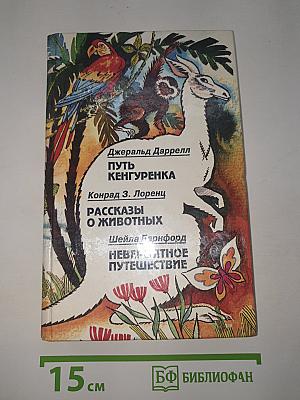 Джеральд Даррелл
ПУТЬ
КЕНГУРЕНКА
Конрад З. Лоренц
РАССКАЗЫ
О ЖИВОТНЫХ
Шейла Барнфорд
НЕВЕРОЯТНОЕ
ПУТЕШЕСТВИЕ
15 см
БФ БИБЛИОФАН